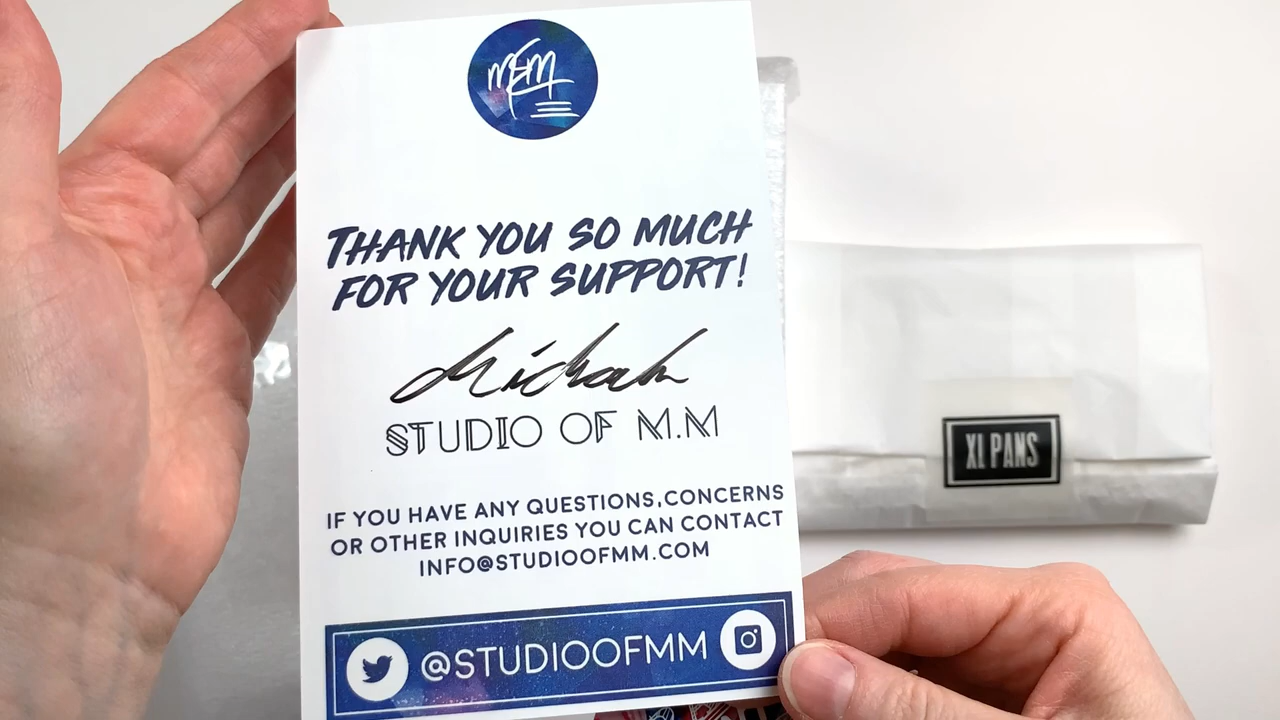 MFM
THANK YOU SO MUCH
FOR YOUR SUPPORT!
STUDIO OF M.M
IF YOU HAVE ANY QUESTIONS,CONCERNS
OR OTHER INQUIRIES YOU CAN CONTACT
INFO@STUDIOOFMM.COM
@STUDIOOFMM
XL PANS